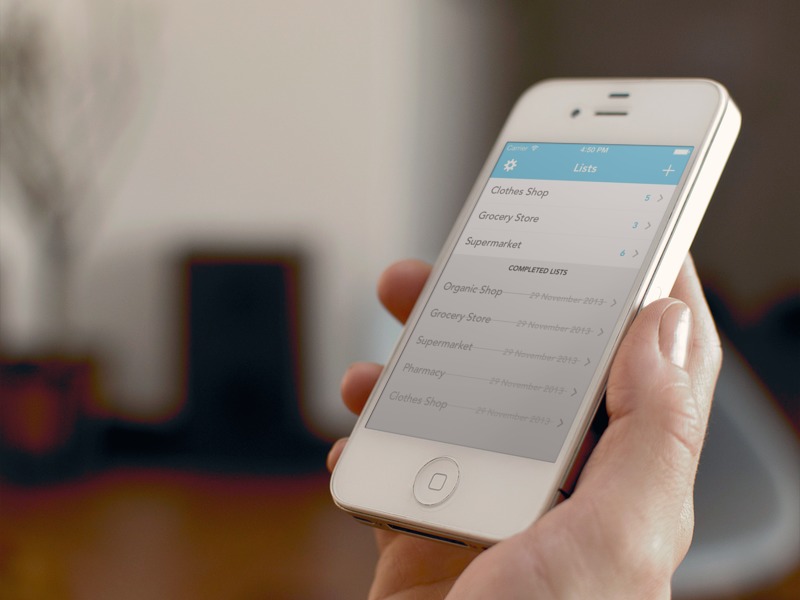 Carrier 4:50 PM
Lists +
Clothes Shop 5 >
Grocery Store 3 >
Supermarket 6 >
COMPLETED LISTS
Organic Shop 29 November 2013 >
Grocery Store 29 November 2013 >
Supermarket 29 November 2013 >
Pharmacy 29 November 2013 >
Clothes Shop 29 November 2013 >